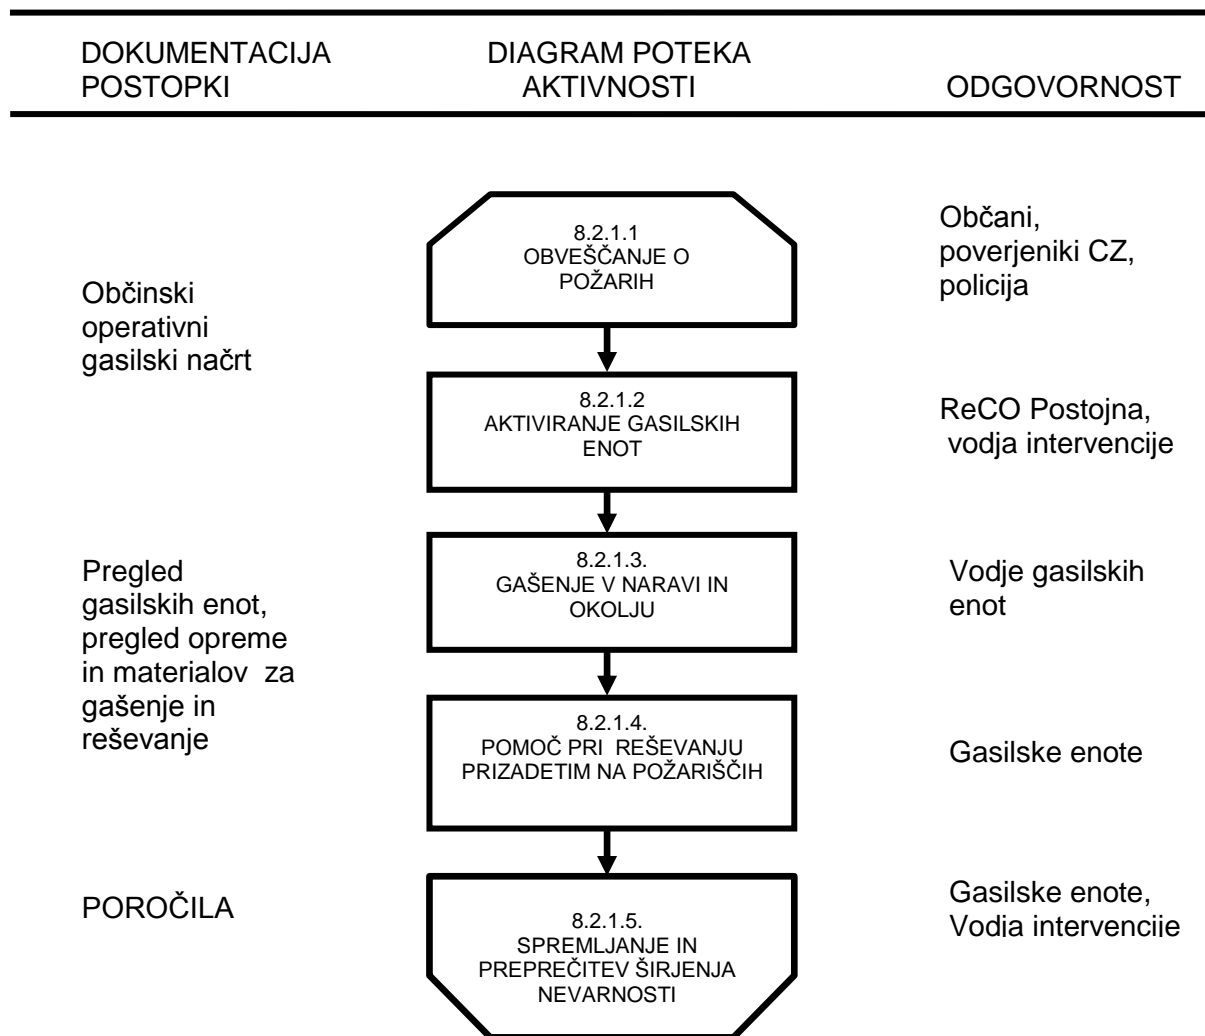 DOKUMENTACIJA
POSTOPKI
DIAGRAM POTEKA
AKTIVNOSTI
ODGOVORNOST
Občinski
operativni
gasilski načrt
8.2.1.1
OBVEŠČANJE O
POŽARIH
Občani,
poverjeniki CZ,
policija
8.2.1.2
AKTIVIRANJE GASILSKIH
ENOT
ReCO Postojna,
vodja intervencije
Pregled
gasilskih enot,
pregled opreme
in materialov za
gašenje in
reševanje
8.2.1.3.
GAŠENJE V NARAVI IN
OKOLJU
Vodje gasilskih
enot
8.2.1.4.
POMOČ PRI REŠEVANJU
PRIZADETIM NA POŽARIŠČIH
Gasilske enote
POROČILA
8.2.1.5.
SPREMLJANJE IN
PREPREČITEV ŠIRJENJA
NEVARNOSTI
Gasilske enote,
Vodja intervencije